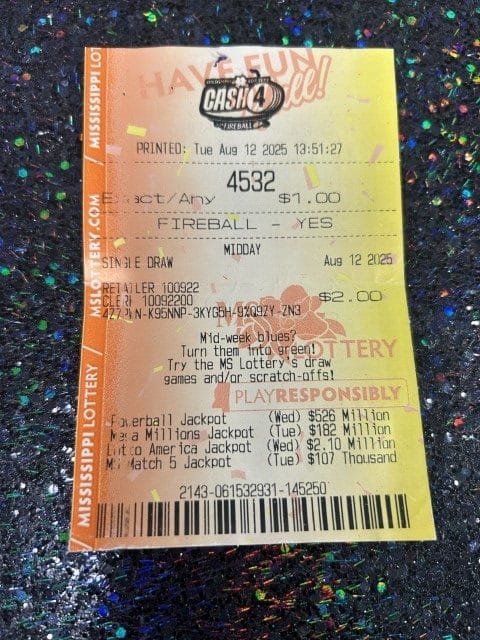 HAVE FUN
CASH 4
FIREBALL
PRINTED: Tue Aug 12 2025 13:51:27
4532
Exact/Any $1.00
FIREBALL - YES
MIDDAY
SINGLE DRAW Aug 12 2025
RETAILER 100922
CLERK 10092200 $2.00
MS LOTTERY
Mid-week blues?
Turn them into green!
Try the MS Lottery's draw
games and/or scratch-offs!
PLAY RESPONSIBLY
Powerball Jackpot (Wed) $526 Million
Mega Millions Jackpot (Tue) $182 Million
Lotto America Jackpot (Wed) $2.10 Million
MS Match 5 Jackpot (Tue) $107 Thousand
2143-061532931-145250
MISSISSIPPI LOTTERY
MSLOTTERY.COM
MISSISSIPPI LOT